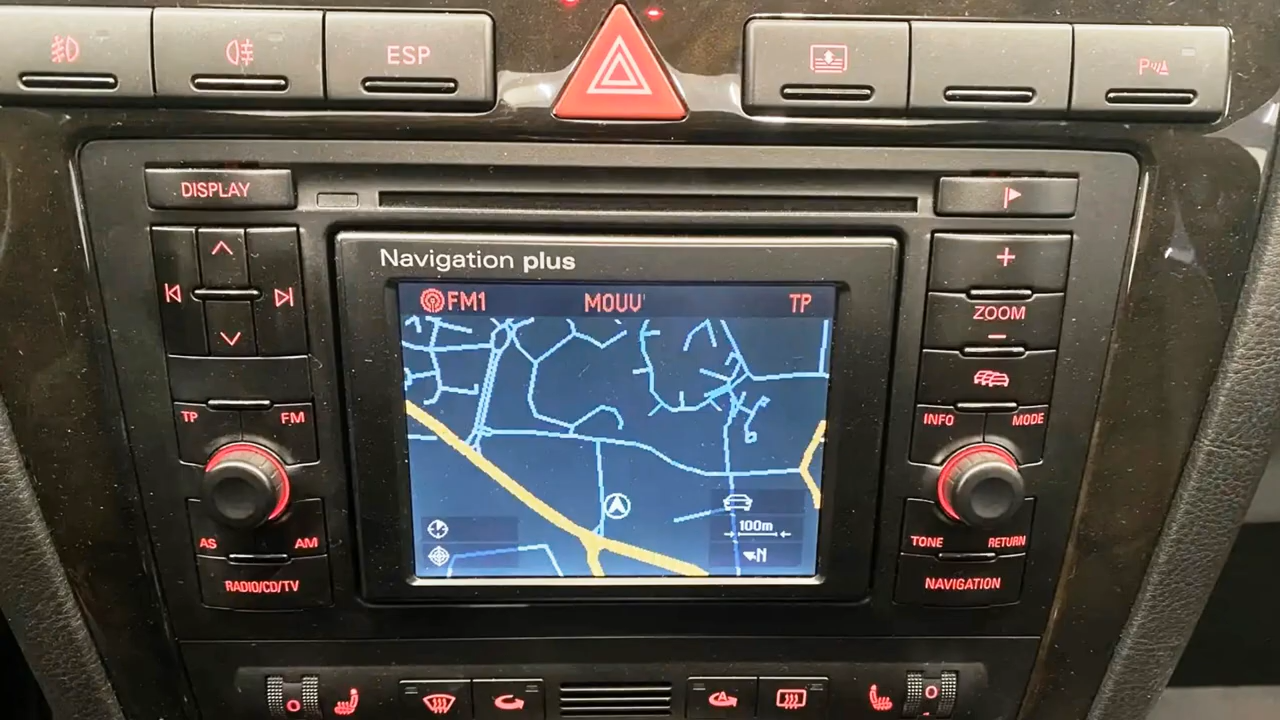 ESP
P
DISPLAY
Navigation plus
FM1 MOUV' TP
+
ZOOM
−
TP FM
INFO MODE
AS AM
TONE RETURN
RADIO/CD/TV
NAVIGATION
100m
N
A